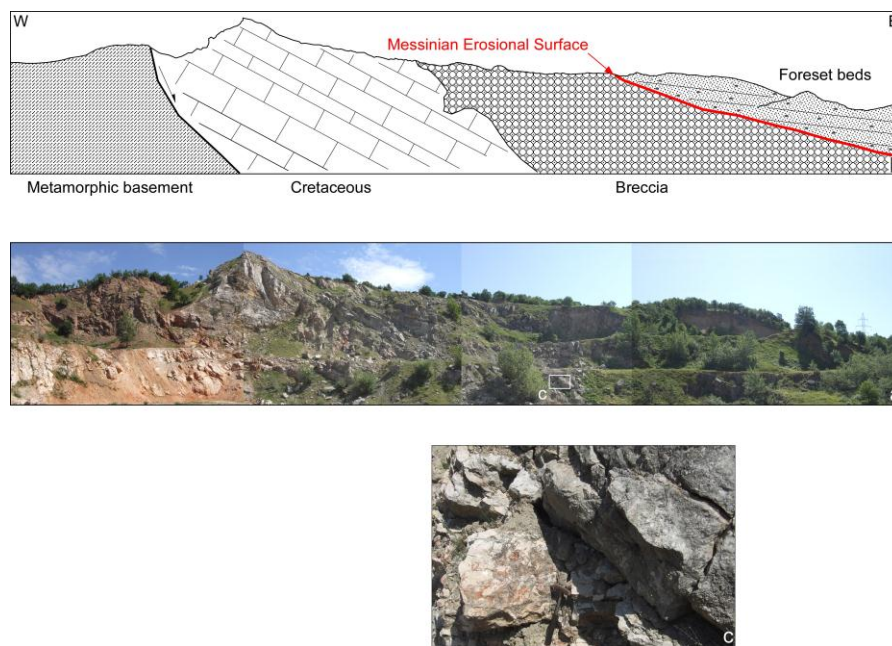 W
E
Messinian Erosional Surface
Foreset beds
Metamorphic basement
Cretaceous
Breccia
C
C